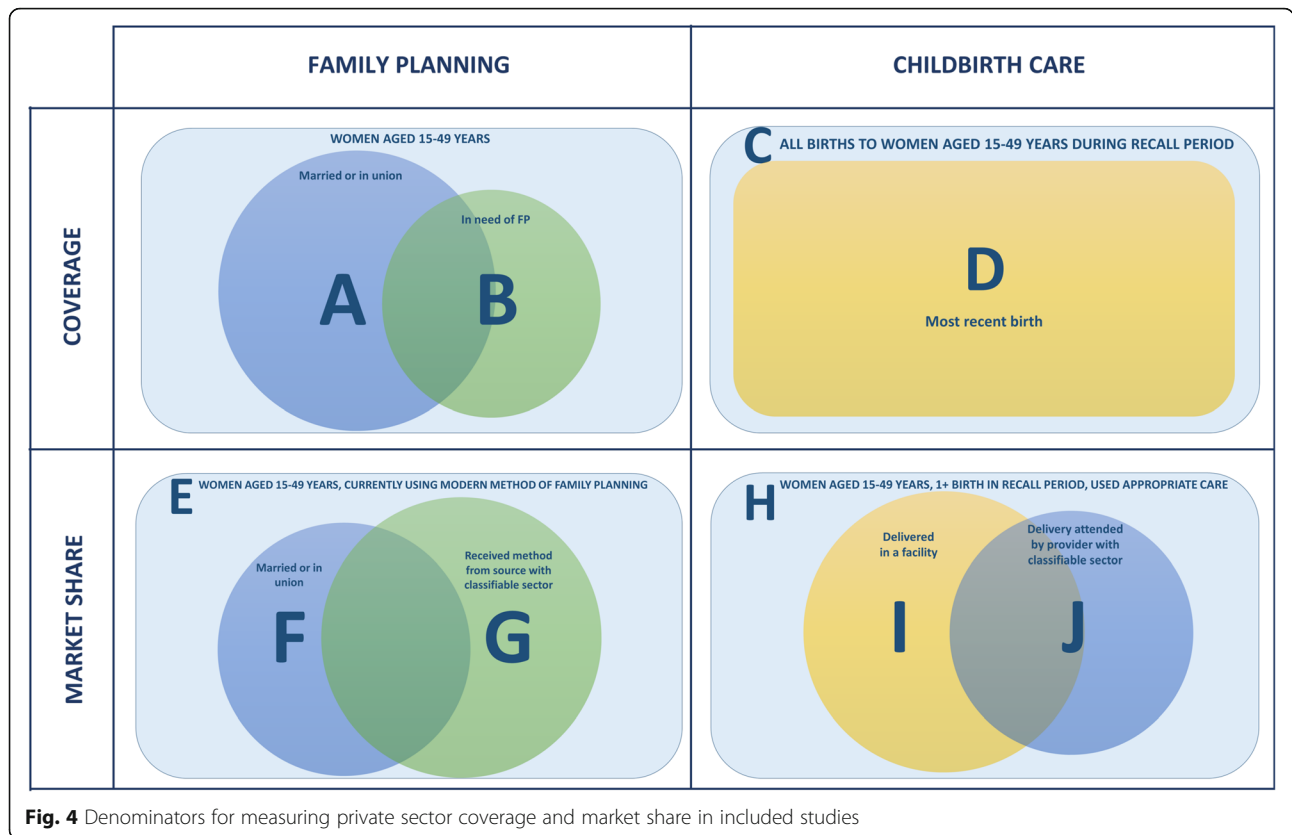 FAMILY PLANNING
CHILDBIRTH CARE
COVERAGE
WOMEN AGED 15-49 YEARS
Married or in union
In need of FP
A
B
C ALL BIRTHS TO WOMEN AGED 15-49 YEARS DURING RECALL PERIOD
D
Most recent birth
MARKET SHARE
E WOMEN AGED 15-49 YEARS, CURRENTLY USING MODERN METHOD OF FAMILY PLANNING
Married or in
union
F
Received method
from source with
classifiable sector
G
H WOMEN AGED 15-49 YEARS, 1+ BIRTH IN RECALL PERIOD, USED APPROPRIATE CARE
Delivered
in a facility
I
Delivery attended
by provider with
classifiable sector
J
Fig. 4 Denominators for measuring private sector coverage and market share in included studies